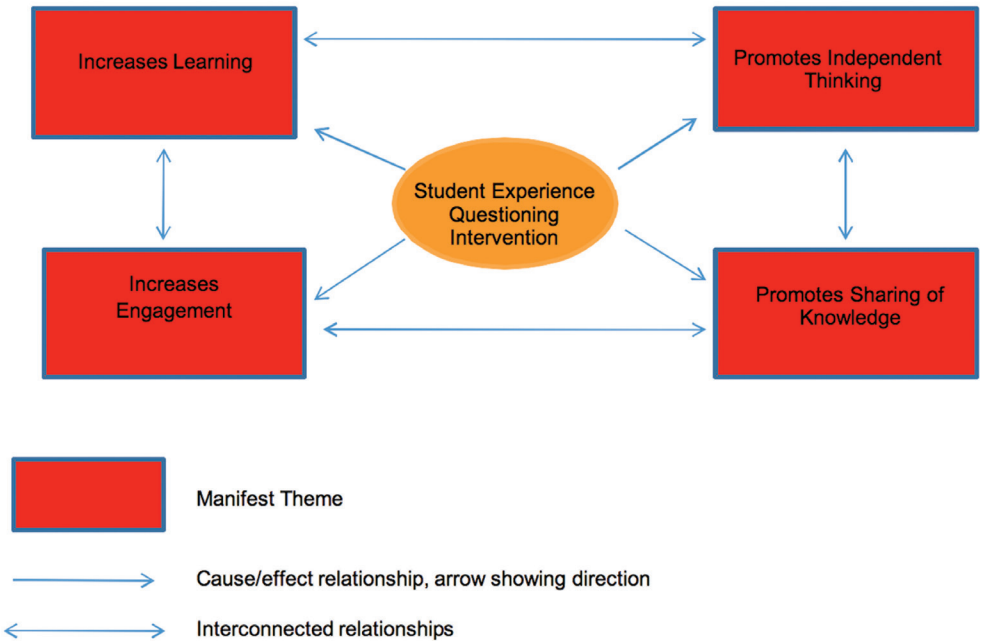 Increases Learning
Promotes Independent
Thinking
Student Experience
Questioning
Intervention
Increases
Engagement
Promotes Sharing of
Knowledge
Manifest Theme
Cause/effect relationship, arrow showing direction
Interconnected relationships